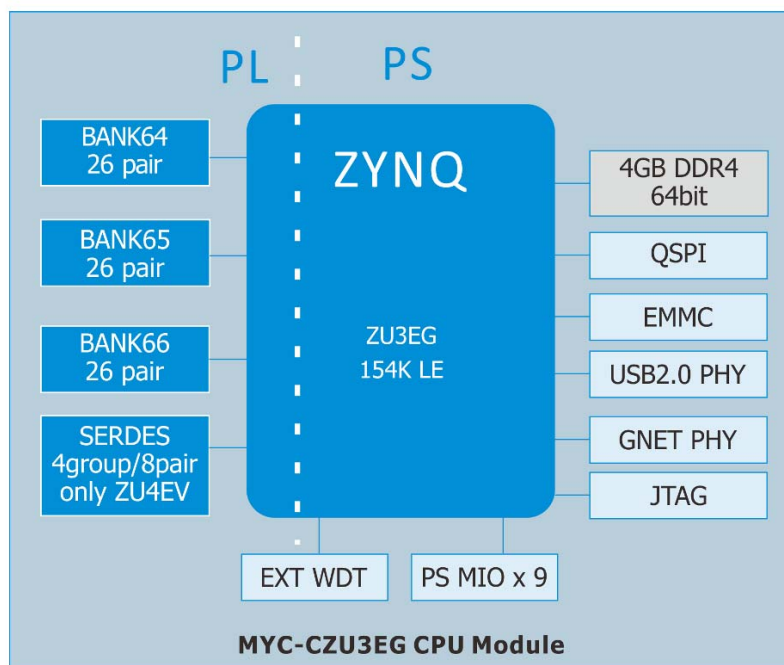 PL
PS
BANK64
26 pair
BANK65
26 pair
BANK66
26 pair
SERDES
4group/8pair
only ZU4EV
ZYNQ
ZU3EG
154K LE
4GB DDR4
64bit
QSPI
EMMC
USB2.0 PHY
GNET PHY
JTAG
EXT WDT
PS MIO x 9
MYC-CZU3EG CPU Module